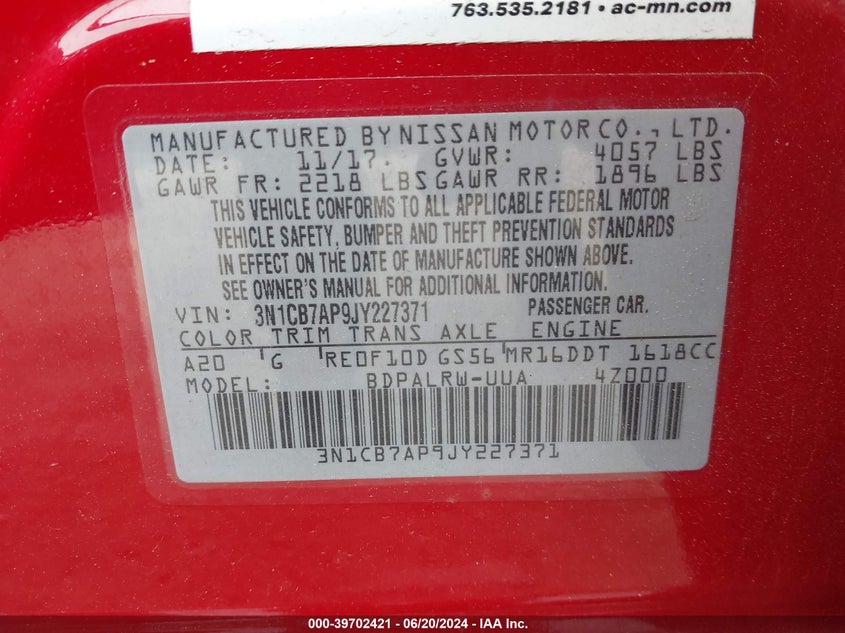 763.535.2181 • ac-mn.com
MANUFACTURED BY NISSAN MOTOR CO., LTD.
DATE: 11/17. GVWR: 4057 LBS
GAWR FR: 2218 LBS GAWR RR: 1896 LBS
THIS VEHICLE CONFORMS TO ALL APPLICABLE FEDERAL MOTOR
VEHICLE SAFETY, BUMPER AND THEFT PREVENTION STANDARDS
IN EFFECT ON THE DATE OF MANUFACTURE SHOWN ABOVE.
SEE OWNER'S MANUAL FOR ADDITIONAL INFORMATION.
VIN: 3N1CB7AP9JY227371 PASSENGER CAR.
COLOR TRIM TRANS AXLE ENGINE
A20 G RE0F10D GS56 MR16DDT 1618CC
MODEL: BDPALRW-UUA 4Z000
3N1CB7AP9JY227371
000-39702421 - 06/20/2024 - IAA Inc.